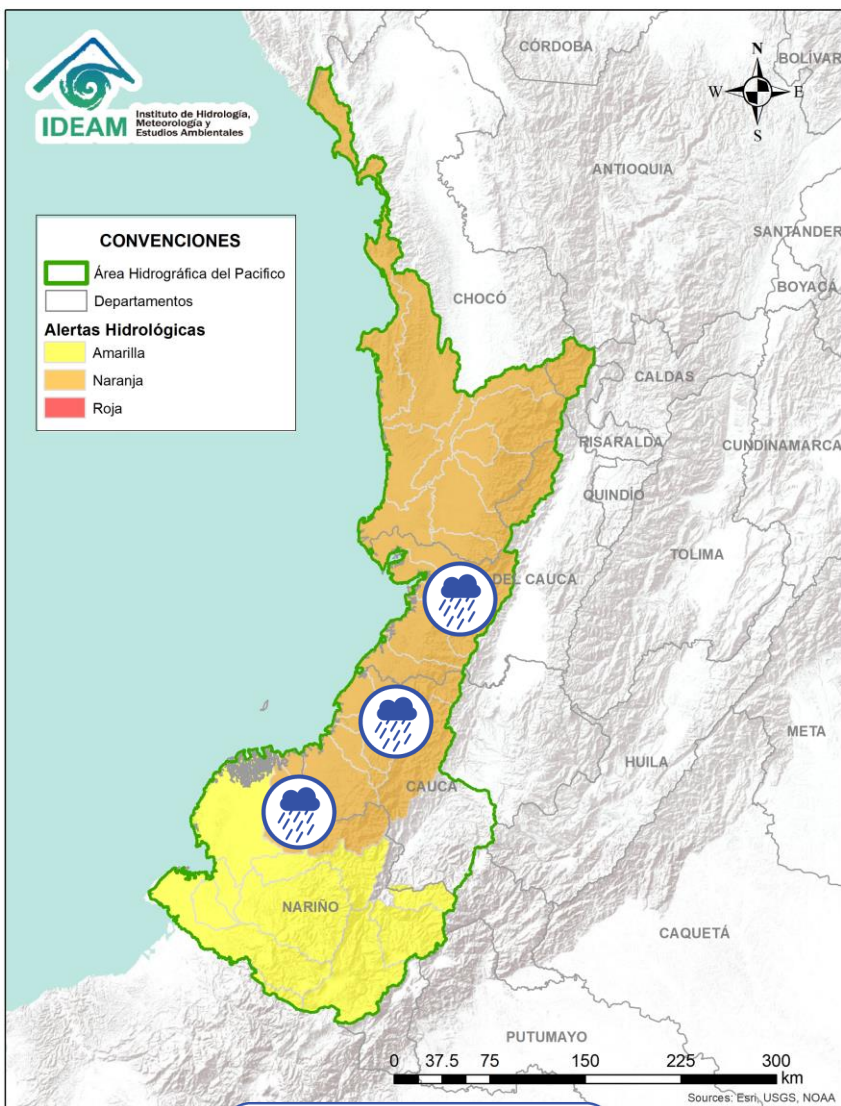 IDEAM
Instituto de Hidrología,
Meteorología y
Estudios Ambientales
CÓRDOBA
BOLÍVAR
N
W
E
S
ANTIOQUIA
SANTANDER
BOYACÁ
CONVENCIONES
Área Hidrográfica del Pacifico
Departamentos
Alertas Hidrológicas
Amarilla
Naranja
Roja
CHOCÓ
CALDAS
RISARALDA
CUNDINAMARCA
QUINDÍO
TOLIMA
DEL CAUCA
META
HUILA
CAUCA
NARIÑO
CAQUETÁ
PUTUMAYO
0 37.5 75 150 225 300
km
Sources: Esri, USGS, NOAA